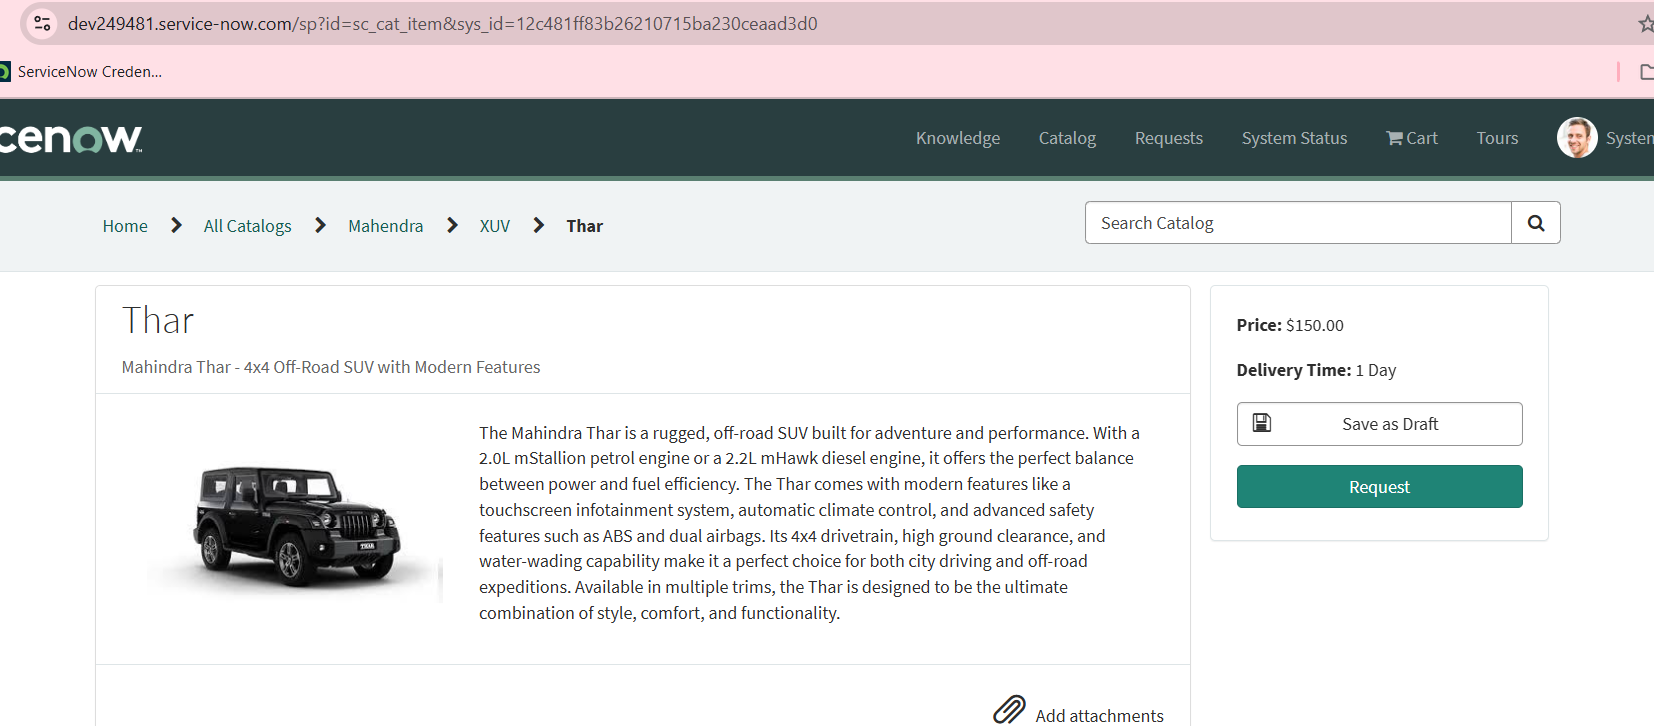 dev249481.service-now.com/sp?id=sc_cat_item&sys_id=12c481ff83b26210715ba230ceaad3d0
ServiceNow Creden...
cenow
Knowledge Catalog Requests System Status Cart Tours System
Home All Catalogs Mahendra XUV Thar
Search Catalog
Thar
Mahindra Thar - 4x4 Off-Road SUV with Modern Features
The Mahindra Thar is a rugged, off-road SUV built for adventure and performance. With a
2.0L mStallion petrol engine or a 2.2L mHawk diesel engine, it offers the perfect balance
between power and fuel efficiency. The Thar comes with modern features like a
touchscreen infotainment system, automatic climate control, and advanced safety
features such as ABS and dual airbags. Its 4x4 drivetrain, high ground clearance, and
water-wading capability make it a perfect choice for both city driving and off-road
expeditions. Available in multiple trims, the Thar is designed to be the ultimate
combination of style, comfort, and functionality.
THAR
Add attachments
Price: $150.00
Delivery Time: 1 Day
Save as Draft
Request